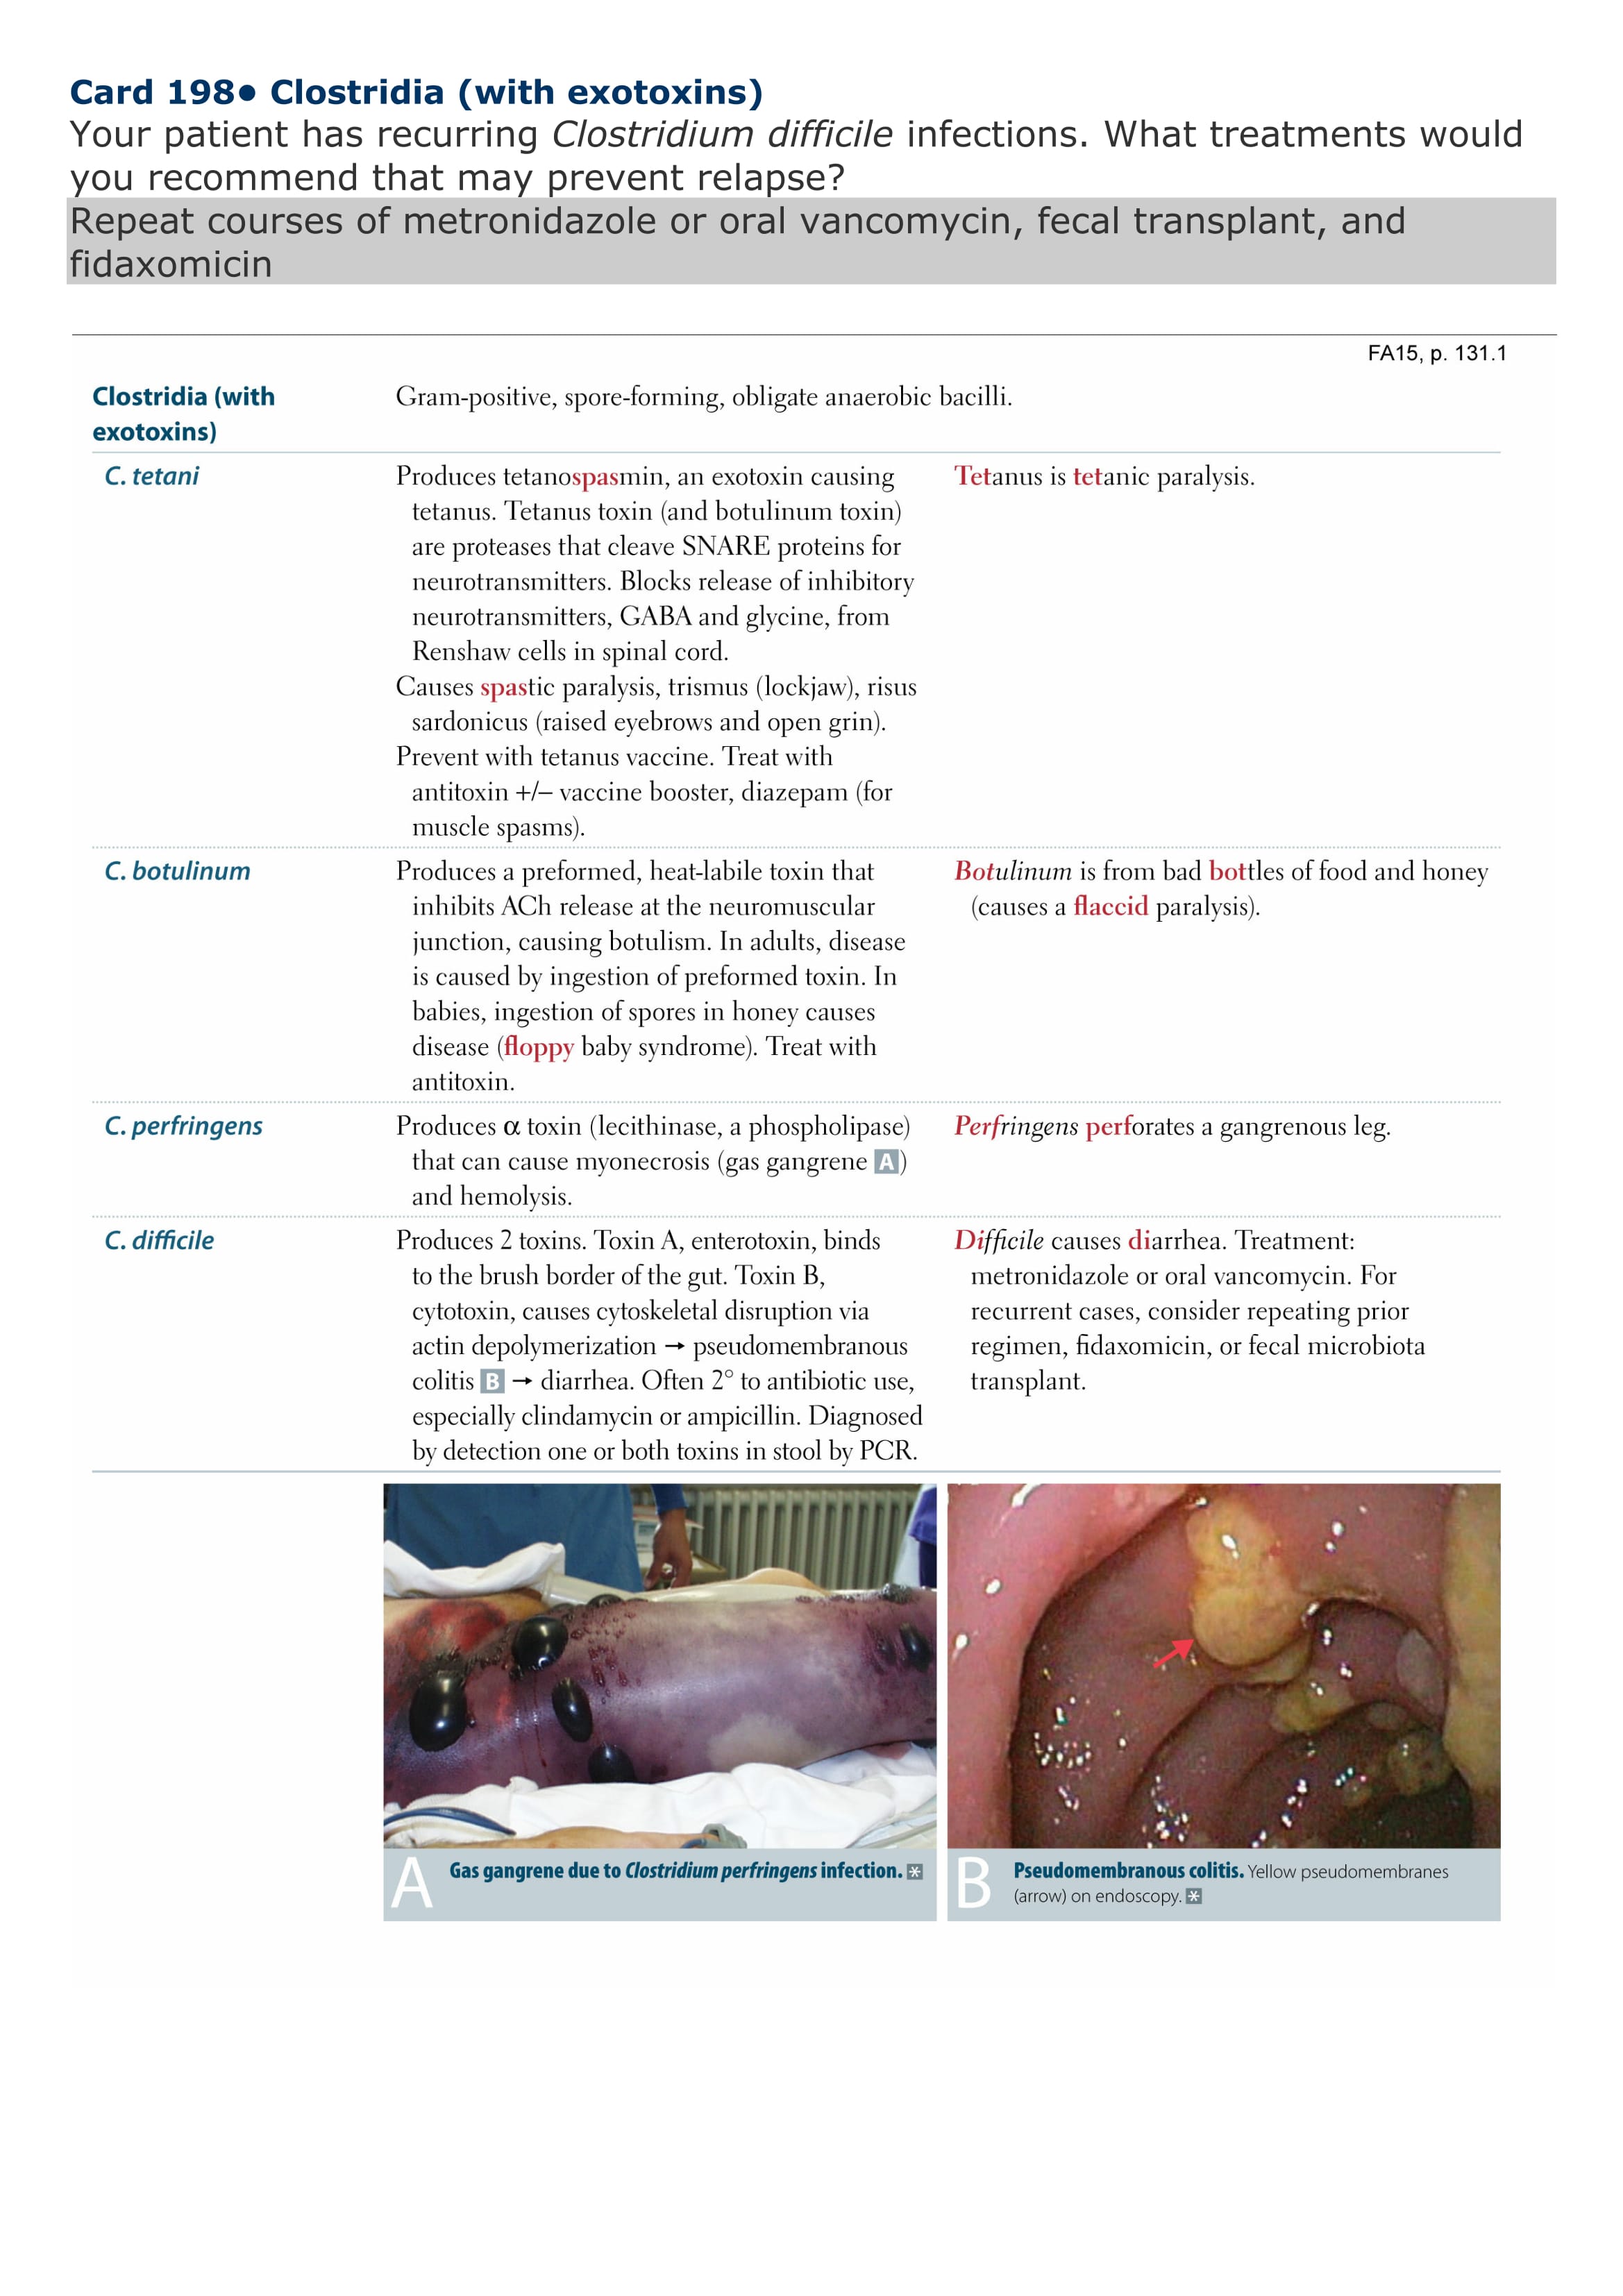 Card 198• Clostridia (with exotoxins)
Your patient has recurring Clostridium difficile infections. What treatments would
you recommend that may prevent relapse?
Repeat courses of metronidazole or oral vancomycin, fecal transplant, and
fidaxomicin
FA15, p. 131.1
Clostridia (with
exotoxins)
Gram-positive, spore-forming, obligate anaerobic bacilli.
C. tetani
Produces tetanospasmin, an exotoxin causing
tetanus. Tetanus toxin (and botulinum toxin)
are proteases that cleave SNARE proteins for
neurotransmitters. Blocks release of inhibitory
neurotransmitters, GABA and glycine, from
Renshaw cells in spinal cord.
Causes spastic paralysis, trismus (lockjaw), risus
sardonicus (raised eyebrows and open grin).
Prevent with tetanus vaccine. Treat with
antitoxin +/– vaccine booster, diazepam (for
muscle spasms).
Tetanus is tetanic paralysis.
C. botulinum
Produces a preformed, heat-labile toxin that
inhibits ACh release at the neuromuscular
junction, causing botulism. In adults, disease
is caused by ingestion of preformed toxin. In
babies, ingestion of spores in honey causes
disease (floppy baby syndrome). Treat with
antitoxin.
Botulinum is from bad bottles of food and honey
(causes a flaccid paralysis).
C. perfringens
Produces α toxin (lecithinase, a phospholipase)
that can cause myonecrosis (gas gangrene A)
and hemolysis.
Perfringens perforates a gangrenous leg.
C. difficile
Produces 2 toxins. Toxin A, enterotoxin, binds
to the brush border of the gut. Toxin B,
cytotoxin, causes cytoskeletal disruption via
actin depolymerization → pseudomembranous
colitis B → diarrhea. Often 2° to antibiotic use,
especially clindamycin or ampicillin. Diagnosed
by detection one or both toxins in stool by PCR.
Difficile causes diarrhea. Treatment:
metronidazole or oral vancomycin. For
recurrent cases, consider repeating prior
regimen, fidaxomicin, or fecal microbiota
transplant.
A
Gas gangrene due to Clostridium perfringens infection. *
B
Pseudomembranous colitis. Yellow pseudomembranes
(arrow) on endoscopy. *